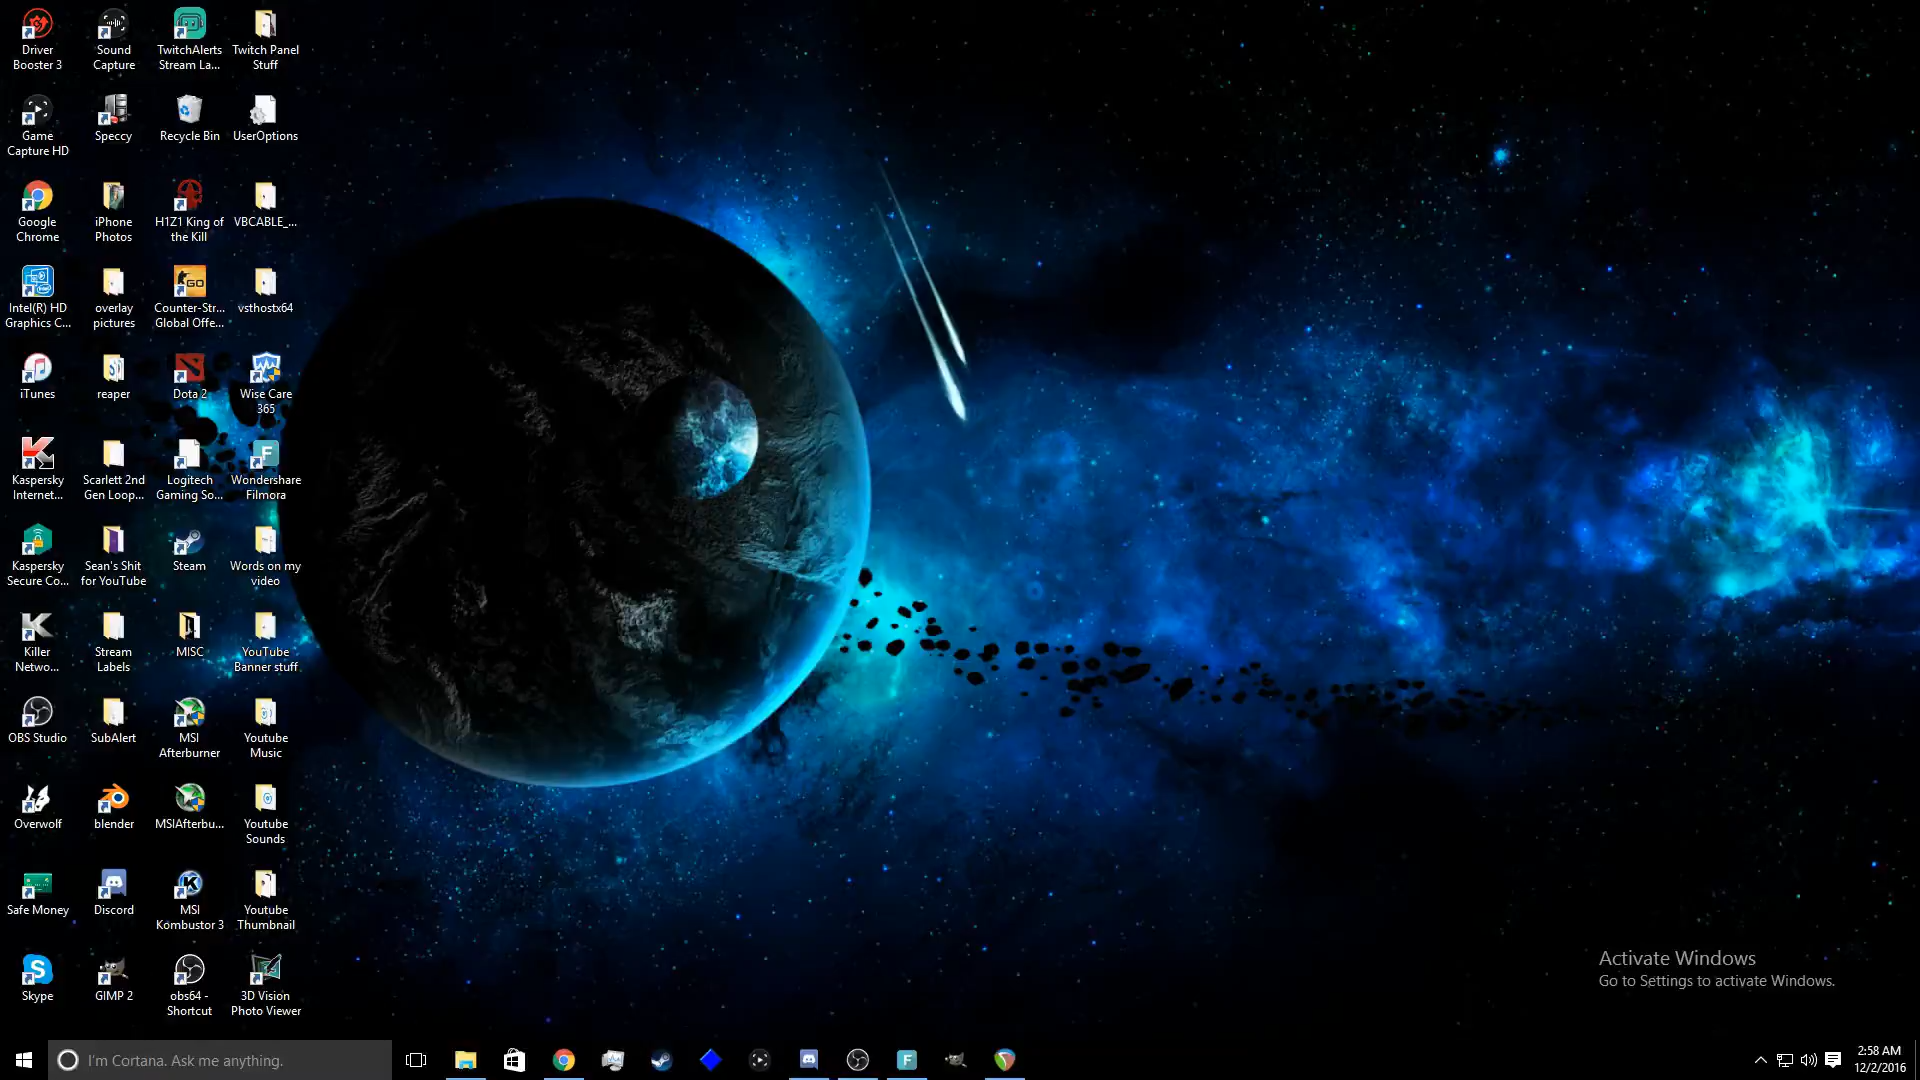 Driver
Booster 3
Sound
Capture
TwitchAlerts
Stream La...
Twitch Panel
Stuff
Game
Capture HD
Speccy
Recycle Bin
UserOptions
Google
Chrome
iPhone
Photos
H1Z1 King of
the Kill
VBCABLE_...
Intel(R) HD
Graphics C...
overlay
pictures
Counter-Str...
Global Offe...
vsthostx64
iTunes
reaper
Dota 2
Wise Care
365
Kaspersky
Internet...
Scarlett 2nd
Gen Loop...
Logitech
Gaming So...
Wondershare
Filmora
Kaspersky
Secure Co...
Sean's Shit
for YouTube
Steam
Words on my
video
Killer
Netwo...
Stream
Labels
MISC
YouTube
Banner stuff
OBS Studio
SubAlert
MSI
Afterburner
Youtube
Music
Overwolf
blender
MSIAfterbu...
Youtube
Sounds
Safe Money
Discord
MSI
Kombustor 3
Youtube
Thumbnail
Skype
GIMP 2
obs64 -
Shortcut
3D Vision
Photo Viewer
Activate Windows
Go to Settings to activate Windows.
I'm Cortana. Ask me anything.
2:58 AM
12/2/2016